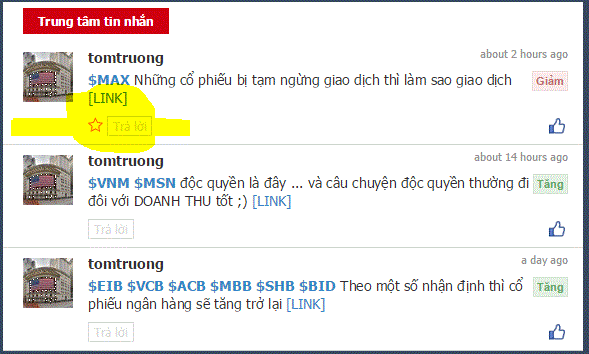 Trung tâm tin nhắn
tomtruong
about 2 hours ago
$MAX Những cổ phiếu bị tạm ngừng giao dịch thì làm sao giao dịch
Giảm
[LINK]
Trả lời
tomtruong
about 14 hours ago
$VNM $MSN độc quyền là đây ... và câu chuyện độc quyền thường đi
Tăng
đôi với DOANH THU tốt ;) [LINK]
Trả lời
tomtruong
a day ago
$EIB $VCB $ACB $MBB $SHB $BID Theo một số nhận định thì cổ
Tăng
phiếu ngân hàng sẽ tăng trở lại [LINK]
Trả lời